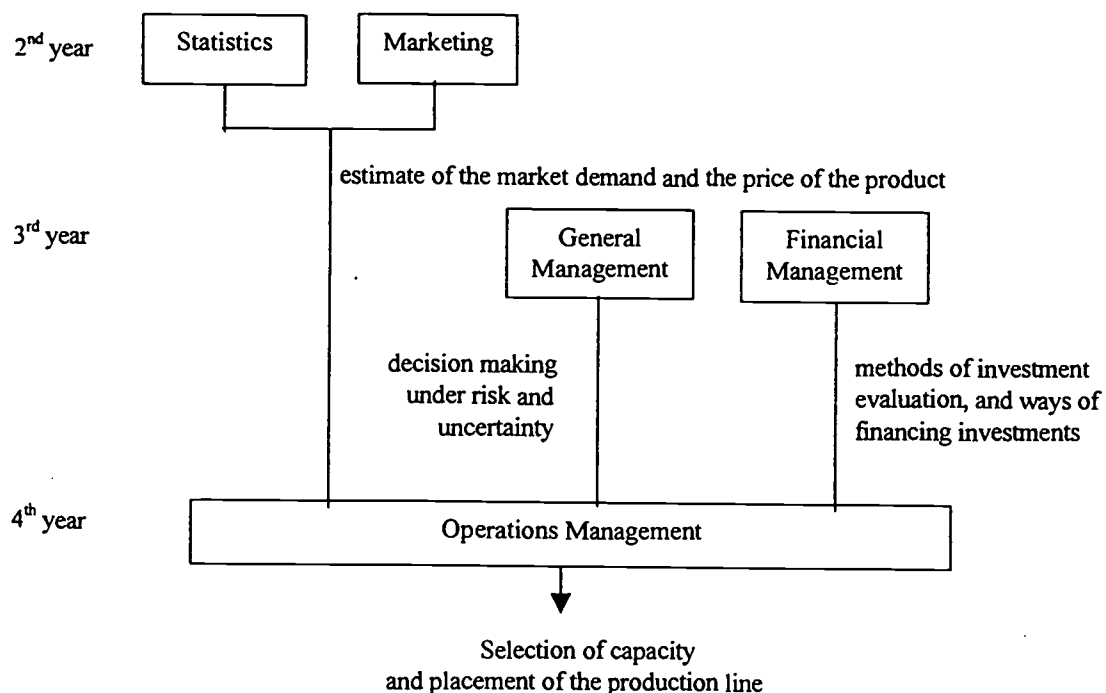 2nd year
Statistics
Marketing
estimate of the market demand and the price of the product
3rd year
General
Management
Financial
Management
decision making
under risk and
uncertainty
methods of investment
evaluation, and ways of
financing investments
4th year
Operations Management
Selection of capacity
and placement of the production line